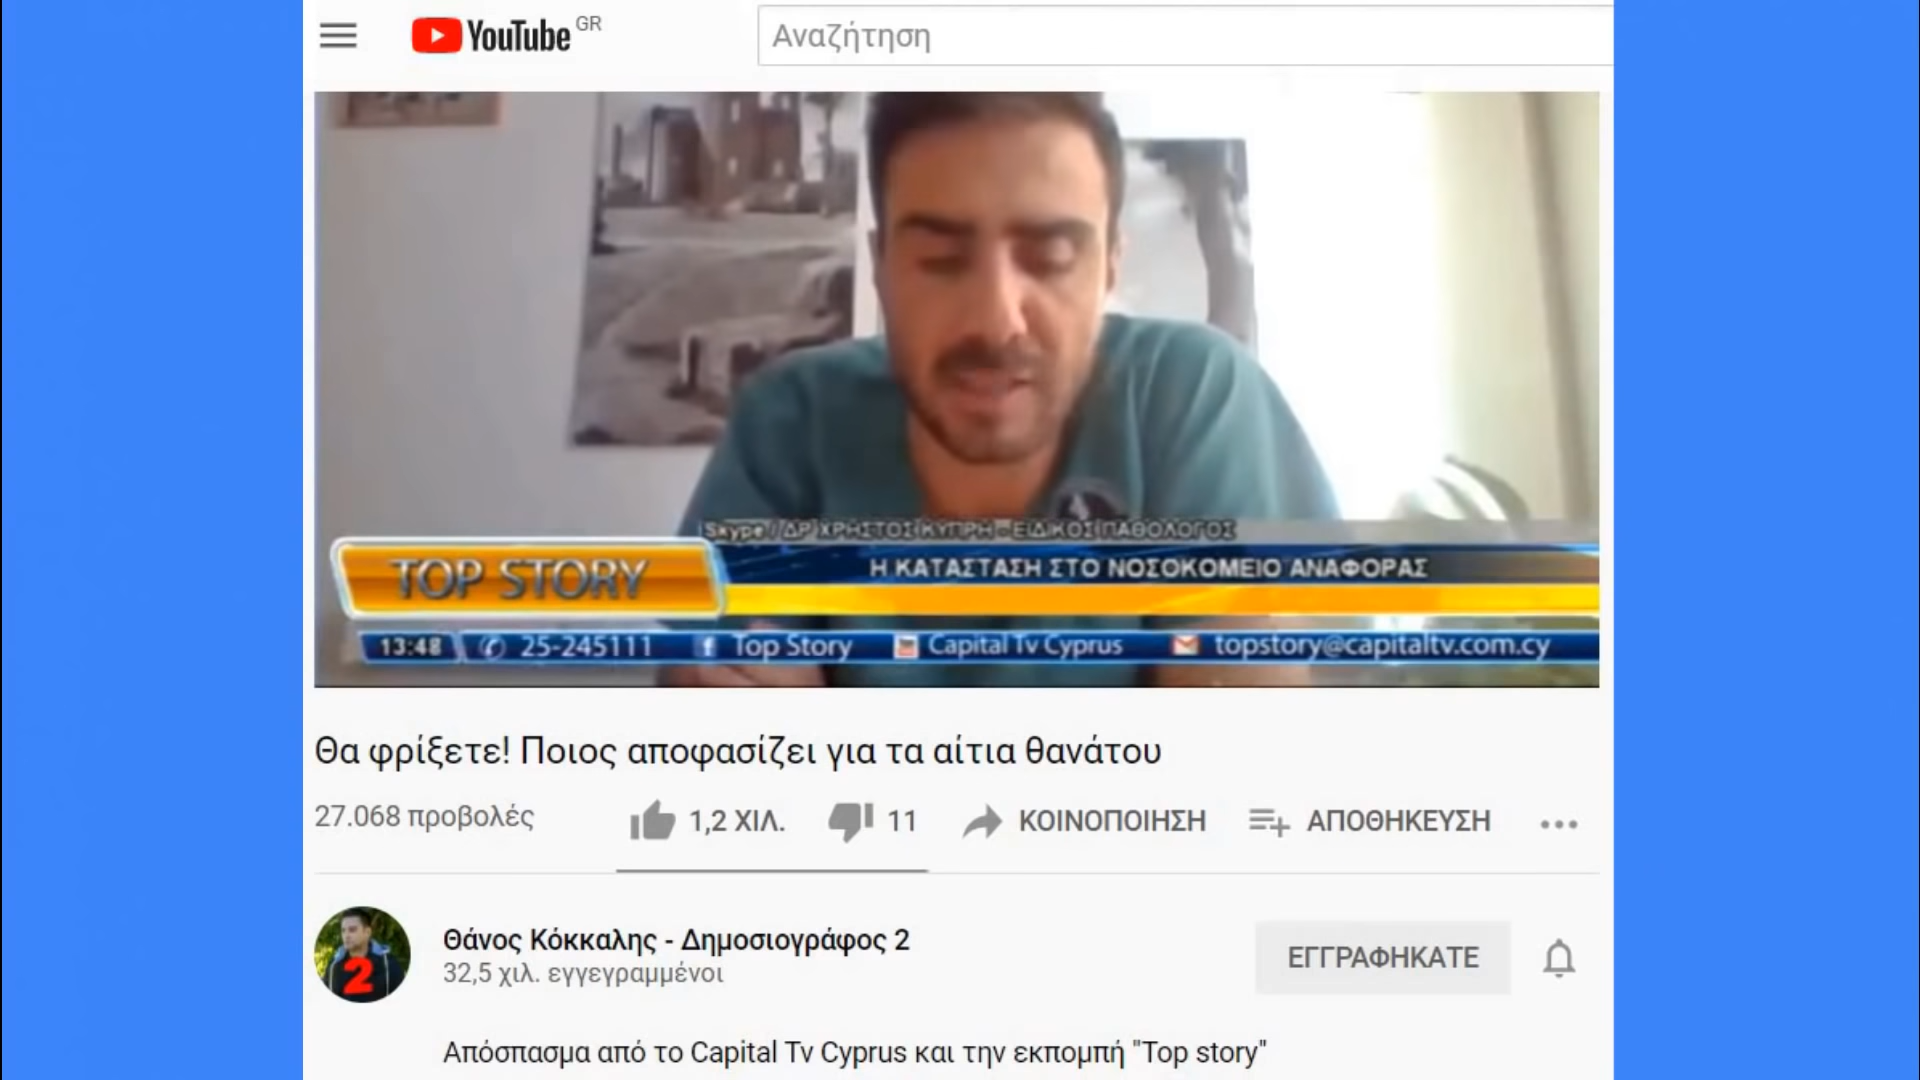 YouTube GR
Αναζήτηση
Skype / ΔΡ ΧΡΗΣΤΟΣ ΚΥΠΡΗ - ΕΙΔΙΚΟΣ ΠΑΘΟΛΟΓΟΣ
TOP STORY
Η ΚΑΤΑΣΤΑΣΗ ΣΤΟ ΝΟΣΟΚΟΜΕΙΟ ΑΝΑΦΟΡΑΣ
13:48 25-245111 Top Story Capital Tv Cyprus topstory@capitaltv.com.cy
Θα φρίξετε! Ποιος αποφασίζει για τα αίτια θανάτου
27.068 προβολές 1,2 ΧΙΛ. 11 ΚΟΙΝΟΠΟΙΗΣΗ ΑΠΟΘΗΚΕΥΣΗ
2
Θάνος Κόκκαλης - Δημοσιογράφος 2
32,5 χιλ. εγγεγραμμένοι
ΕΓΓΡΑΦΗΚΑΤΕ
Απόσπασμα από το Capital Tv Cyprus και την εκπομπή "Top story"